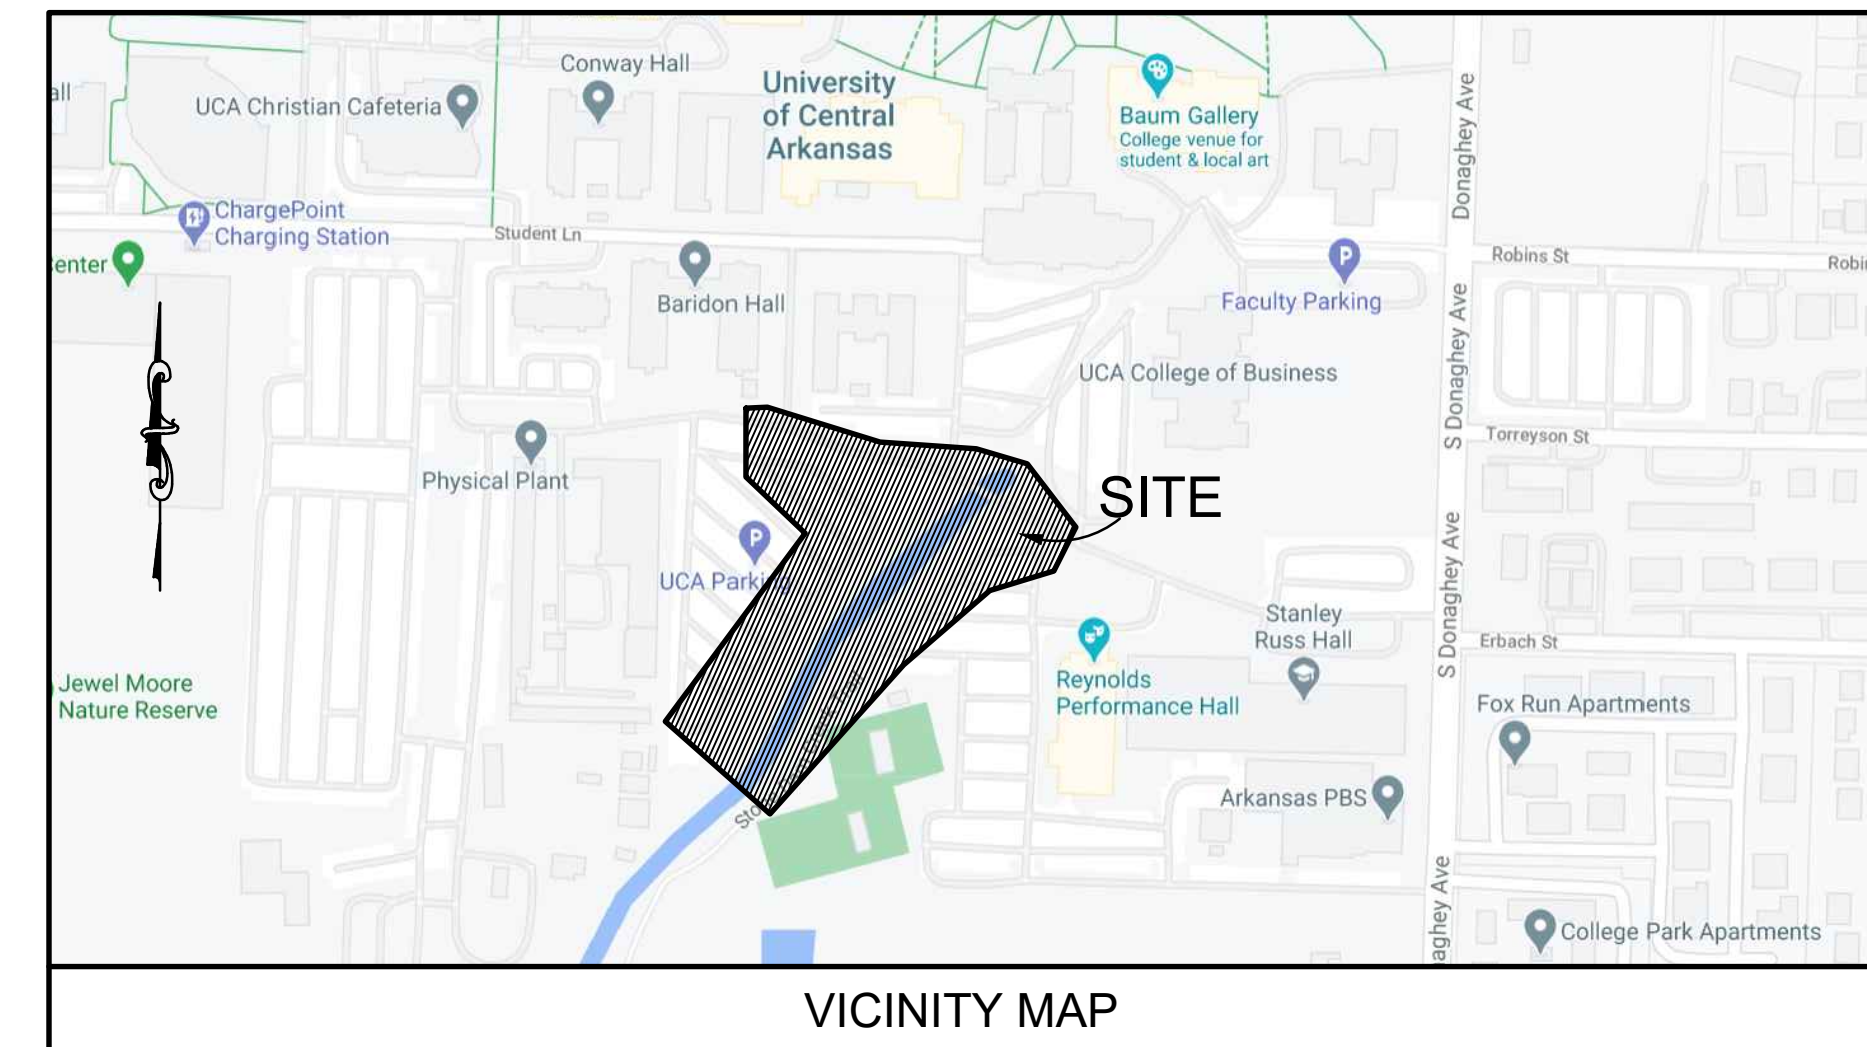 Conway Hall
University
of Central
Arkansas
all
UCA Christian Cafeteria
Baum Gallery
College venue for
student & local art
Donaghey Ave
ChargePoint
Charging Station
Student Ln
enter
Robins St
Robi
P
Baridon Hall
Faculty Parking
S Donaghey Ave
UCA College of Business
Torreyson St
Physical Plant
SITE
P
UCA Parking
S Donaghey Ave
Stanley
Russ Hall
Erbach St
Jewel Moore
Nature Reserve
Reynolds
Performance Hall
Fox Run Apartments
Arkansas PBS
Sto
aghey Ave
College Park Apartments
VICINITY MAP